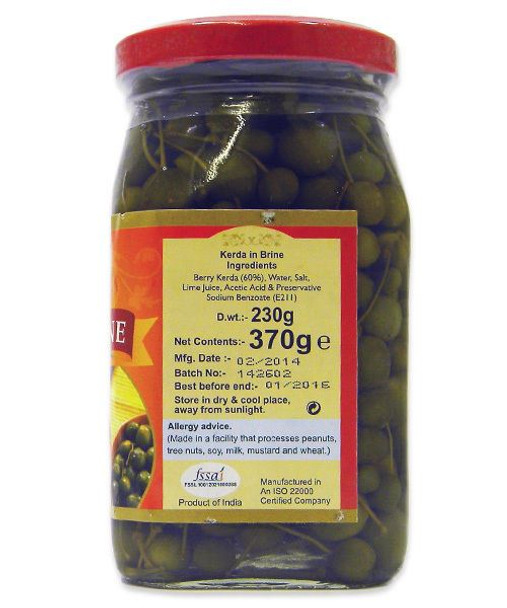 NE
Kerda in Brine
Ingredients
Berry Kerda (60%), Water, Salt,
Lime Juice, Acetic Acid & Preservative
Sodium Benzoate (E211)
D.wt.:- 230g
Net Contents:- 370g e
Mfg. Date :- 02/2014
Batch No:- 142602
Best before end:- 01/2016
Store in dry & cool place,
away from sunlight.
Allergy advice.
(Made in a facility that processes peanuts,
tree nuts, soy, milk, mustard and wheat.)
fssai
Product of India
Manufactured in
An ISO 22000
Certified Company